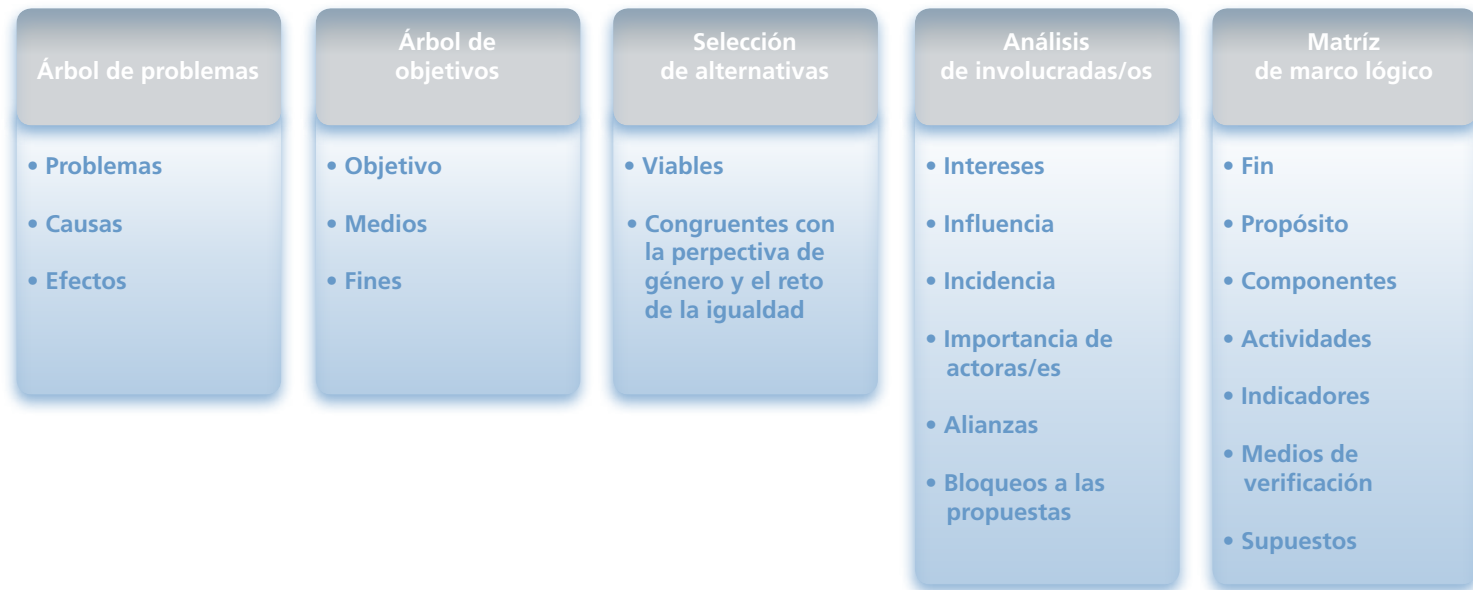 Árbol de problemas
• Problemas
• Causas
• Efectos
Árbol de
objetivos
• Objetivo
• Medios
• Fines
Selección
de alternativas
• Viables
• Congruentes con
la perpectiva de
género y el reto
de la igualdad
Análisis
de involucradas/os
• Intereses
• Influencia
• Incidencia
• Importancia de
actoras/es
• Alianzas
• Bloqueos a las
propuestas
Matríz
de marco lógico
• Fin
• Propósito
• Componentes
• Actividades
• Indicadores
• Medios de
verificación
• Supuestos